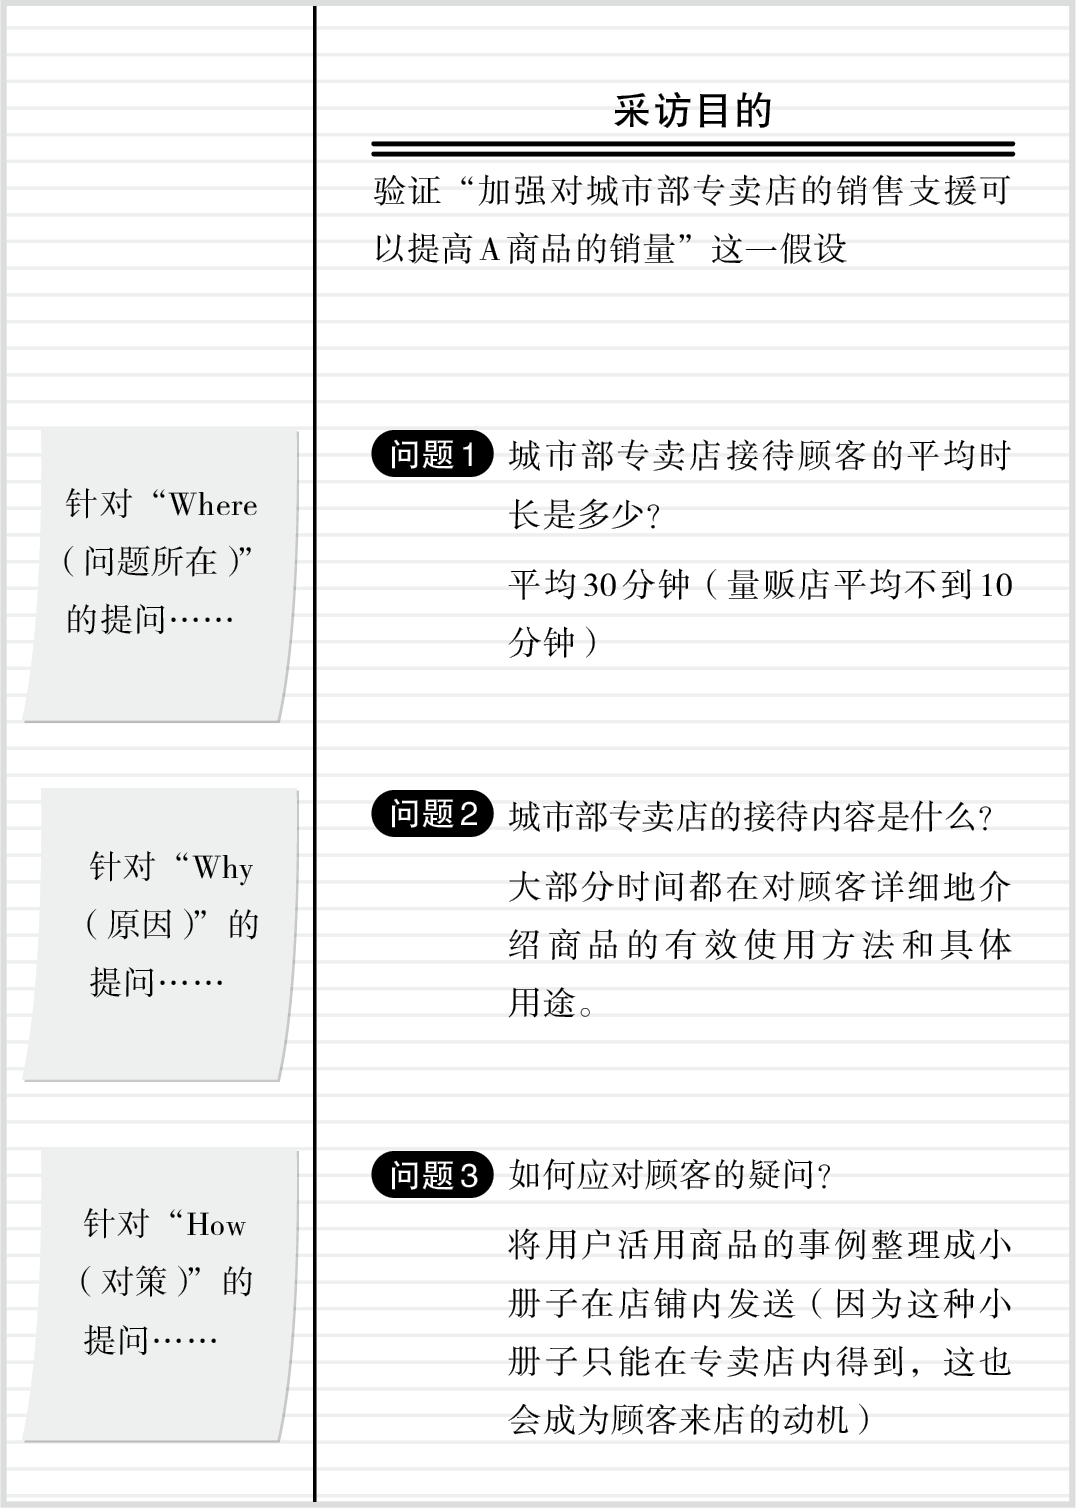 采访目的
验证“加强对城市部专卖店的销售支援可
以提高A商品的销量”这一假设
针对“Where
（问题所在）”
的提问……
问题1 城市部专卖店接待顾客的平均时
长是多少？
平均30分钟（量贩店平均不到10
分钟）
针对“Why
（原因）”的
提问……
问题2 城市部专卖店的接待内容是什么？
大部分时间都在对顾客详细地介
绍商品的有效使用方法和具体
用途。
针对“How
（对策）”的
提问……
问题3 如何应对顾客的疑问？
将用户活用商品的事例整理成小
册子在店铺内发送（因为这种小
册子只能在专卖店内得到，这也
会成为顾客来店的动机）